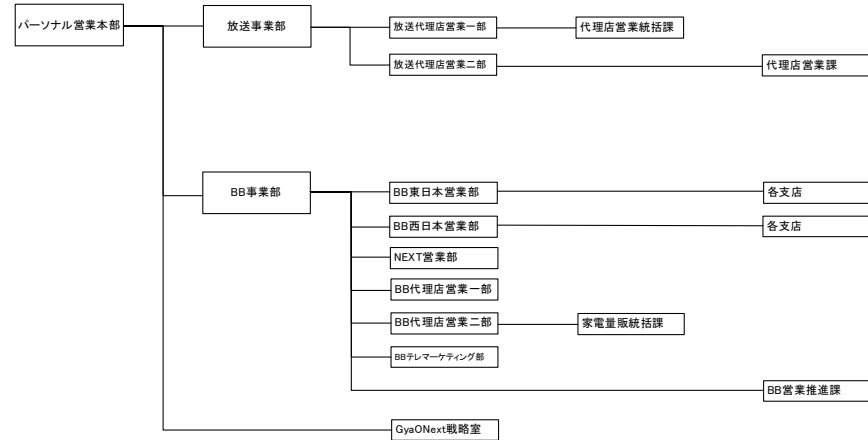 パーソナル営業本部
放送事業部
放送代理店営業一部
代理店営業統括課
放送代理店営業二部
代理店営業課
BB事業部
BB東日本営業部
各支店
BB西日本営業部
各支店
NEXT営業部
BB代理店営業一部
BB代理店営業二部
家電量販統括課
BBテレマーケティング部
BB営業推進課
GyaONext戦略室